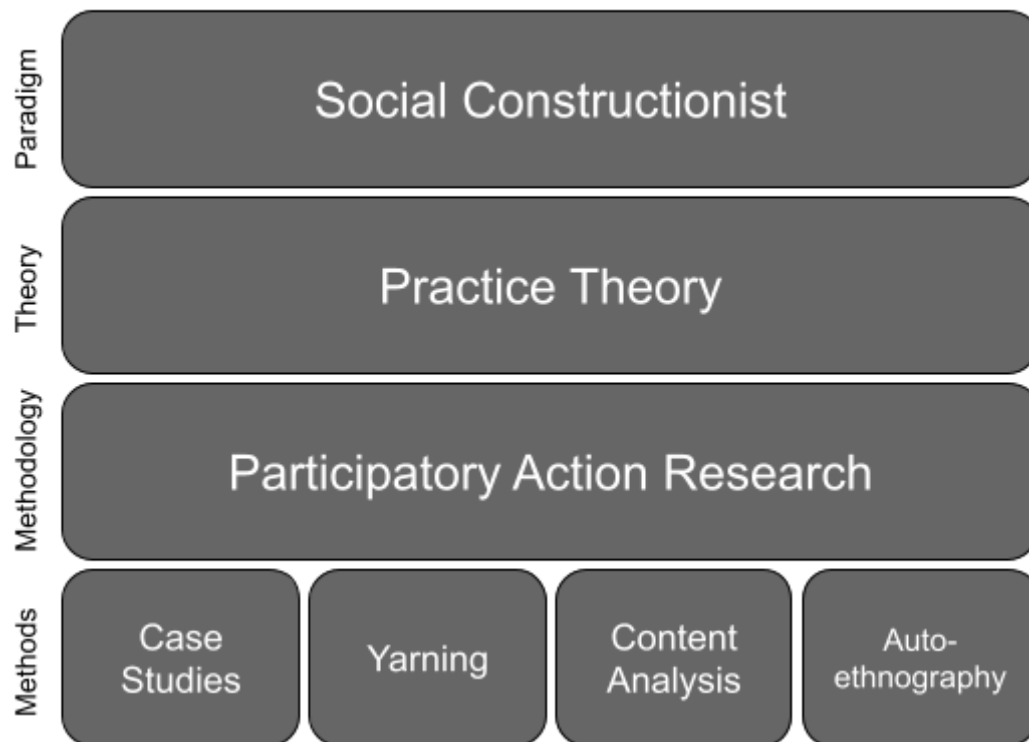 Paradigm
Social Constructionist
Theory
Practice Theory
Methodology
Participatory Action Research
Methods
Case
Studies
Yarning
Content
Analysis
Auto-
ethnography